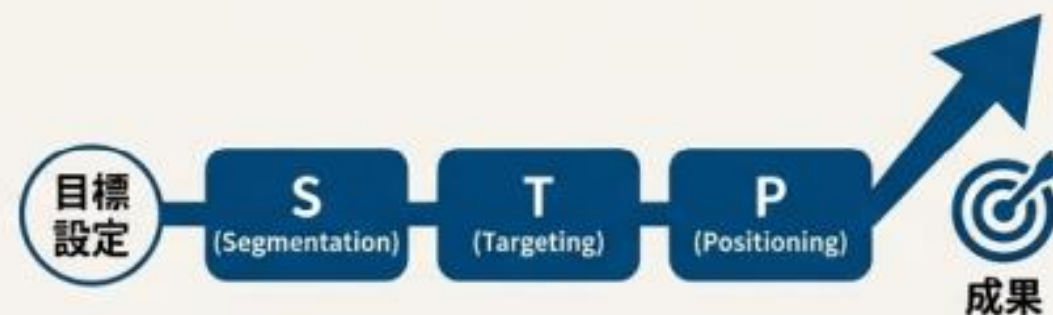 目標
設定
S
(Segmentation)
T
(Targeting)
P
(Positioning)
成果